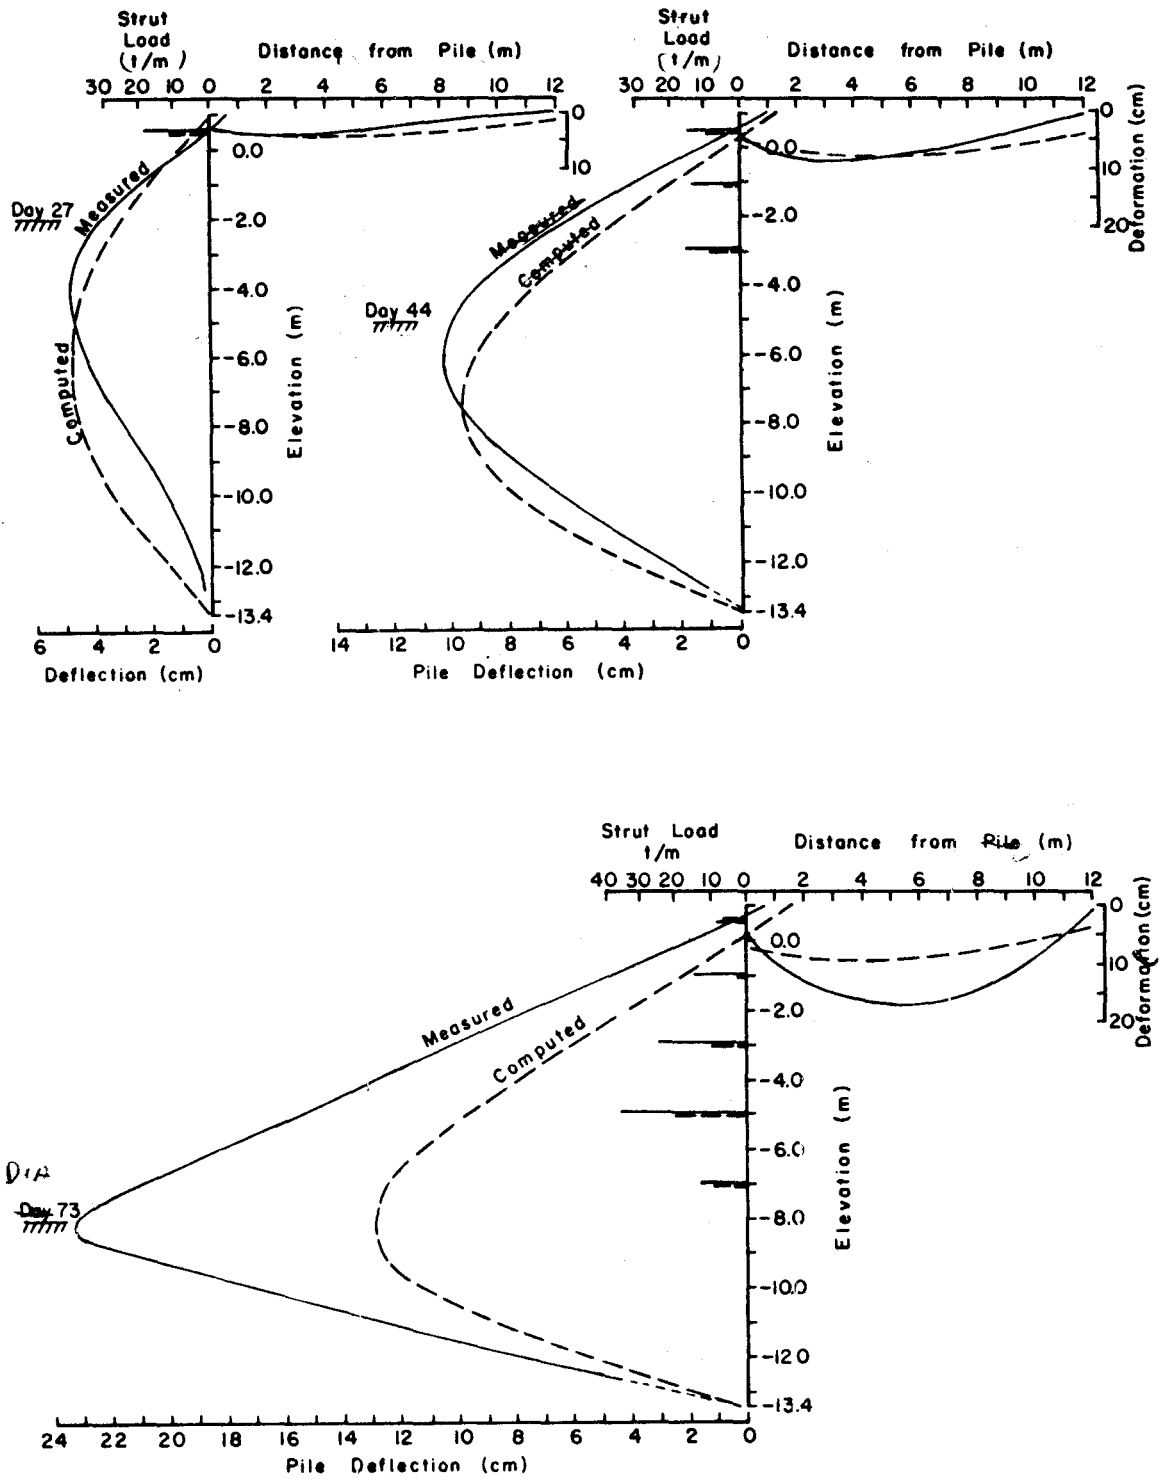 Strut
Load
(t/m)
Distance from Pile (m)
30 20 10 0 2 4 6 8 10 12
0
10
0.0
-2.0
-4.0
-6.0
-8.0
-10.0
-12.0
-13.4
Elevation (m)
Measured
Computed
Day 27
6 4 2 0
Deflection (cm)
Strut
Load
(t/m)
Distance from Pile (m)
30 20 10 0 2 4 6 8 10 12
0
10
20
Deformation (cm)
0.0
-2.0
-4.0
-6.0
-8.0
-10.0
-12.0
-13.4
Elevation (m)
Measured
Computed
Day 44
14 12 10 8 6 4 2 0
Pile Deflection (cm)
Strut Load
t/m
Distance from Pile (m)
40 30 20 10 0 2 4 6 8 10 12
0
10
20
Deformation (cm)
0.0
-2.0
-4.0
-6.0
-8.0
-10.0
-12.0
-13.4
Elevation (m)
Measured
Computed
Day 73
24 22 20 18 16 14 12 10 8 6 4 2 0
Pile Deflection (cm)